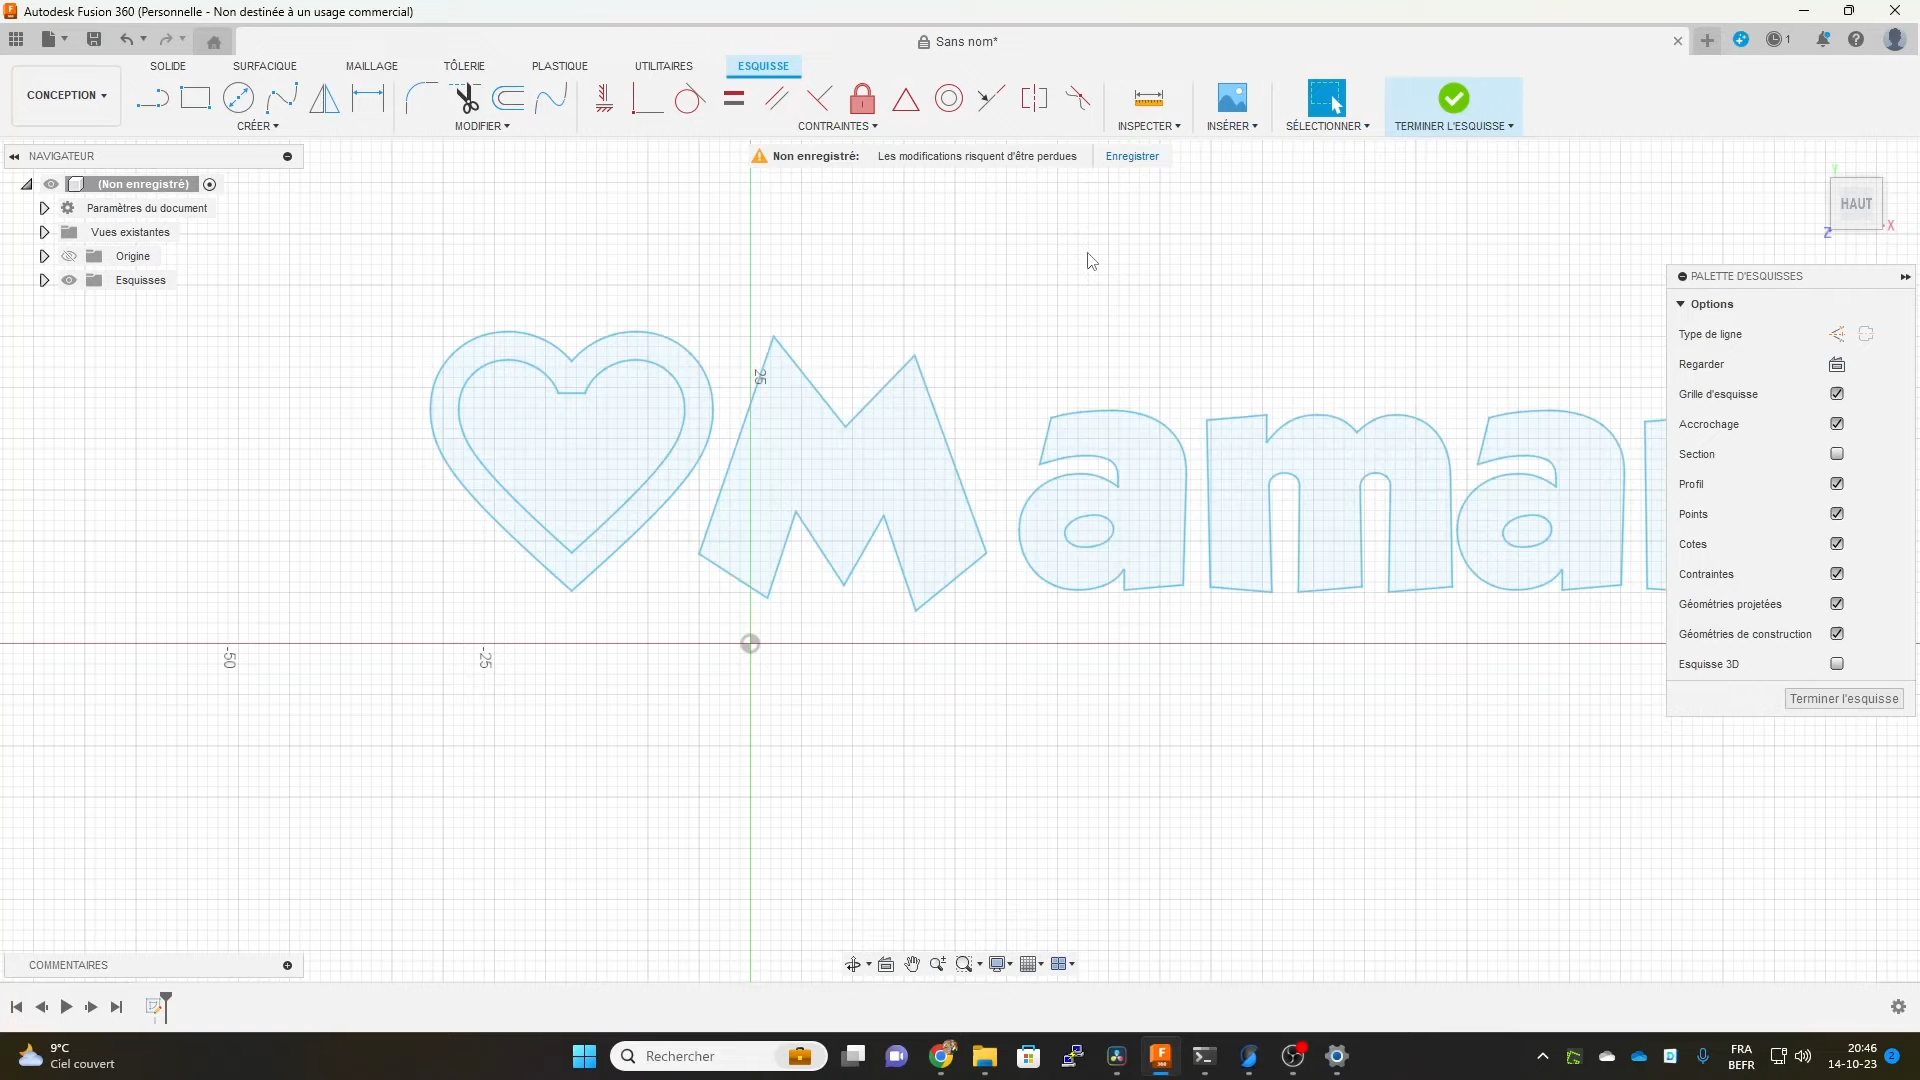 Autodesk Fusion 360 (Personnelle - Non destinée à un usage commercial)
Sans nom*
1
SOLIDE SURFACIQUE MAILLAGE TÔLERIE PLASTIQUE UTILITAIRES ESQUISSE
CONCEPTION
CRÉER MODIFIER CONTRAINTES INSPECTER INSÉRER SÉLECTIONNER TERMINER L'ESQUISSE
NAVIGATEUR
Non enregistré: Les modifications risquent d'être perdues Enregistrer
(Non enregistré)
Paramètres du document
Vues existantes
Origine
Esquisses
Y
HAUT
X
Z
PALETTE D'ESQUISSES
Options
Type de ligne
Regarder
Grille d'esquisse
Accrochage
Section
Profil
Points
Cotes
Contraintes
Géométries projetées
Géométries de construction
Esquisse 3D
Terminer l'esquisse
25
Mama
-50
-25
COMMENTAIRES
9°C
Ciel couvert
Rechercher
FRA
BEFR
20:46
14-10-23
2